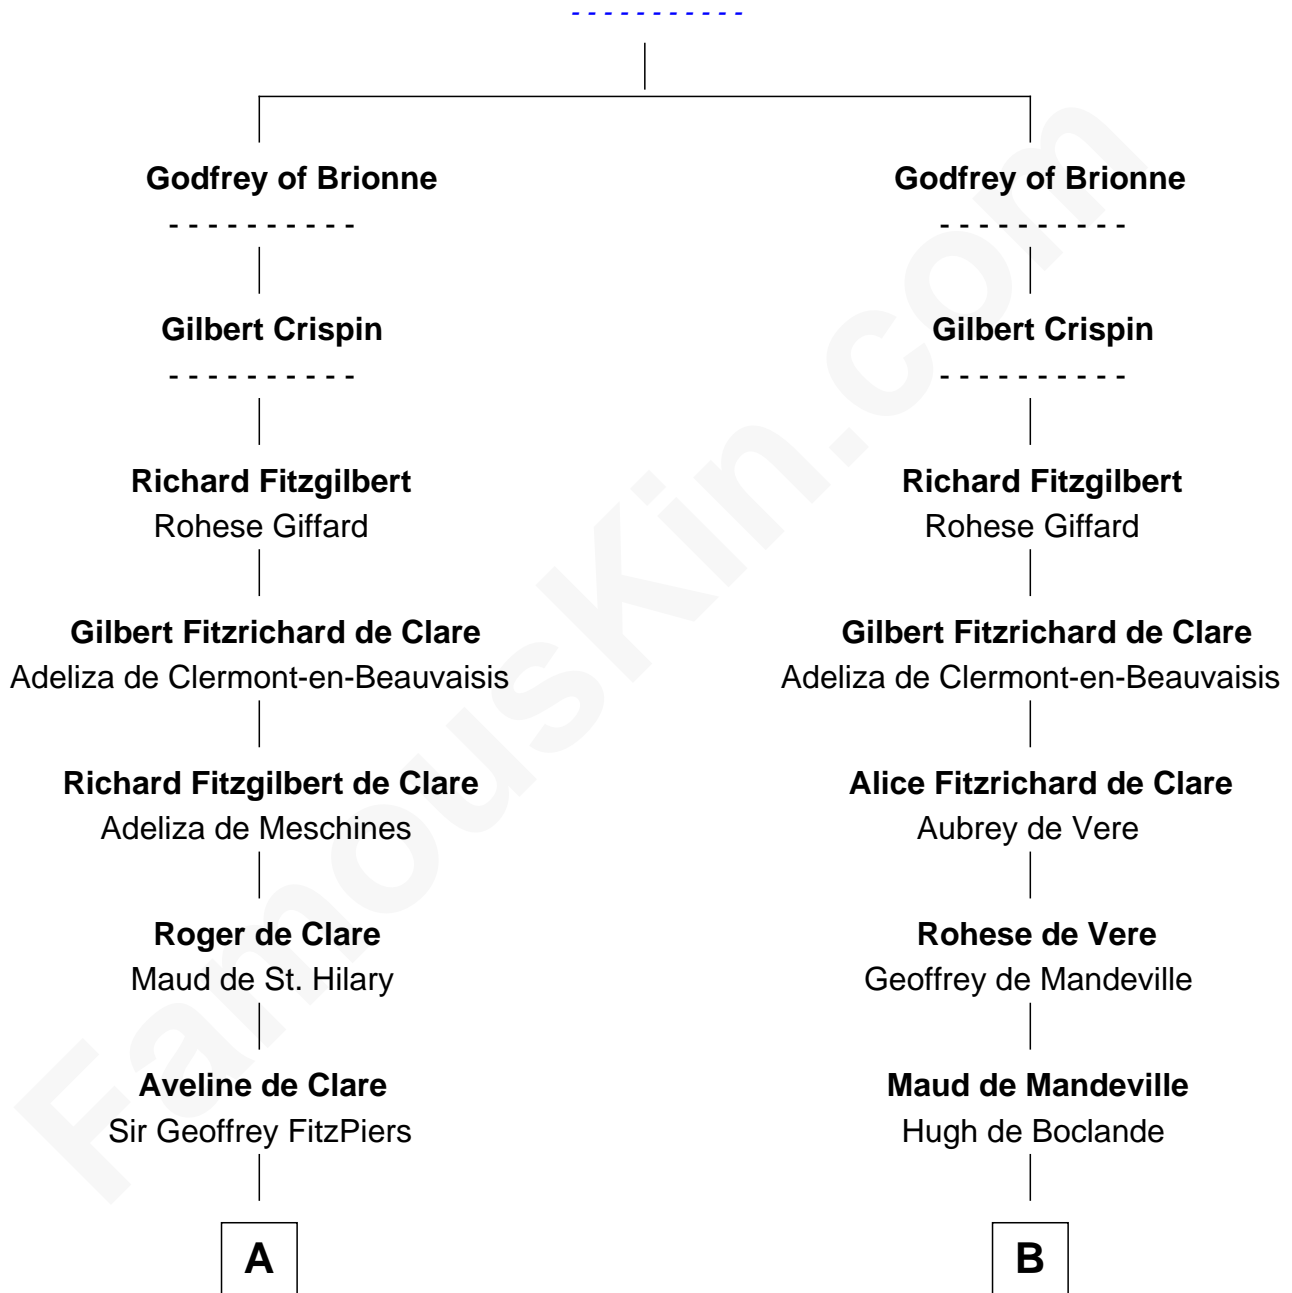 - - - - - - - - - - -
Godfrey of Brionne
- - - - - - - - - -
Gilbert Crispin
- - - - - - - - - -
Richard Fitzgilbert
Rohese Giffard
Gilbert Fitzrichard de Clare
Adeliza de Clermont-en-Beauvaisis
Richard Fitzgilbert de Clare
Adeliza de Meschines
Roger de Clare
Maud de St. Hilary
Aveline de Clare
Sir Geoffrey FitzPiers
A
Godfrey of Brionne
- - - - - - - - - -
Gilbert Crispin
- - - - - - - - - -
Richard Fitzgilbert
Rohese Giffard
Gilbert Fitzrichard de Clare
Adeliza de Clermont-en-Beauvaisis
Alice Fitzrichard de Clare
Aubrey de Vere
Rohese de Vere
Geoffrey de Mandeville
Maud de Mandeville
Hugh de Boclande
B
FamousKin.com